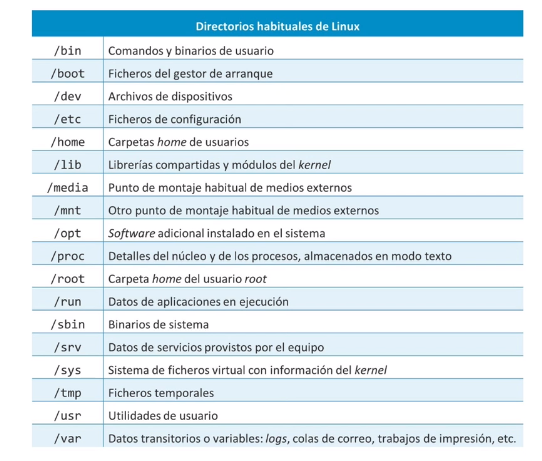 Directorios habituales de Linux
/bin Comandos y binarios de usuario
/boot Ficheros del gestor de arranque
/dev Archivos de dispositivos
/etc Ficheros de configuración
/home Carpetas home de usuarios
/lib Librerías compartidas y módulos del kernel
/media Punto de montaje habitual de medios externos
/mnt Otro punto de montaje habitual de medios externos
/opt Software adicional instalado en el sistema
/proc Detalles del núcleo y de los procesos, almacenados en modo texto
/root Carpeta home del usuario root
/run Datos de aplicaciones en ejecución
/sbin Binarios de sistema
/srv Datos de servicios provistos por el equipo
/sys Sistema de ficheros virtual con información del kernel
/tmp Ficheros temporales
/usr Utilidades de usuario
/var Datos transitorios o variables: logs, colas de correo, trabajos de impresión, etc.